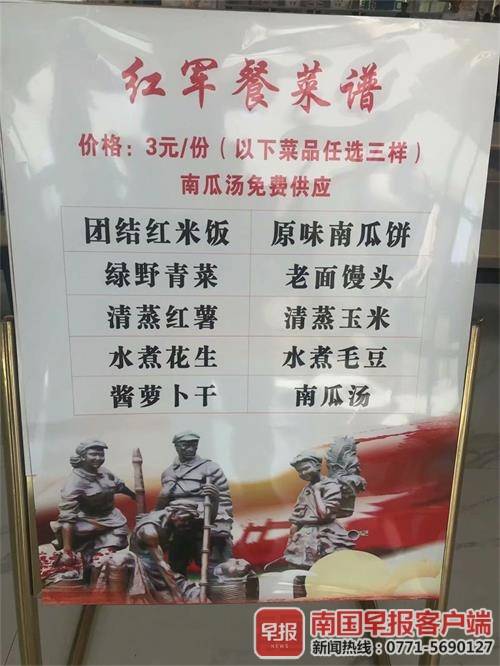 红军餐菜谱
价格：3元/份（以下菜品任选三样）
南瓜汤免费供应
团结红米饭 原味南瓜饼
绿野青菜 老面馒头
清蒸红薯 清蒸玉米
水煮花生 水煮毛豆
酱萝卜干 南瓜汤
早报 南国早报客户端
NEWS 新闻热线：0771-5690127